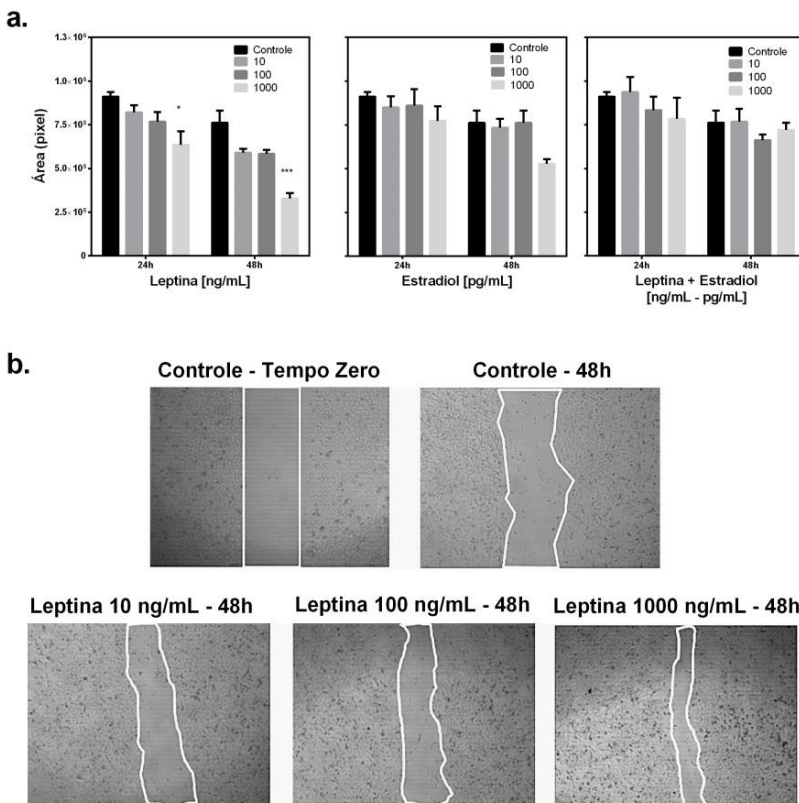 a.
1.3×10⁶
1.0×10⁶
7.5×10⁵
5.0×10⁵
2.5×10⁵
0
Área (pixel)
Controle
10
100
1000
*
***
24h
48h
Leptina [ng/mL]
Controle
10
100
1000
24h
48h
Estradiol [pg/mL]
Controle
10
100
1000
24h
48h
Leptina + Estradiol
[ng/mL - pg/mL]
b.
Controle - Tempo Zero
Controle - 48h
Leptina 10 ng/mL - 48h
Leptina 100 ng/mL - 48h
Leptina 1000 ng/mL - 48h